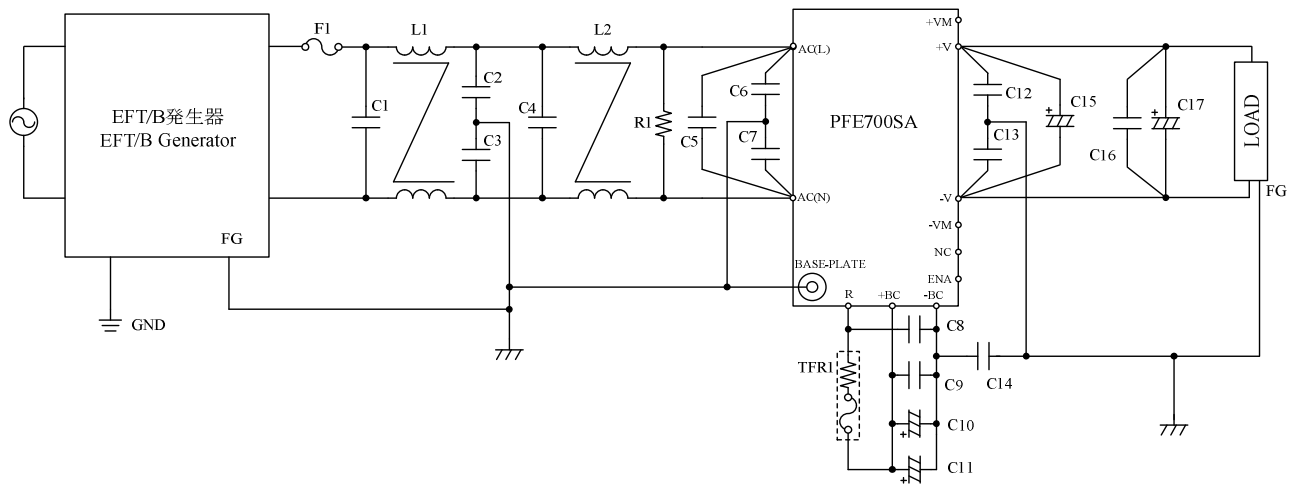 F1
L1
L2
C1
C2
C3
C4
R1
C5
C6
C7
EFT/B発生器
EFT/B Generator
FG
GND
PFE700SA
AC(L)
AC(N)
BASE-PLATE
R
+BC
-BC
+VM
+V
-V
-VM
NC
ENA
C12
C13
C15
C16
C17
LOAD
FG
C8
C9
C10
C11
C14
TFR1
+
+
+
+